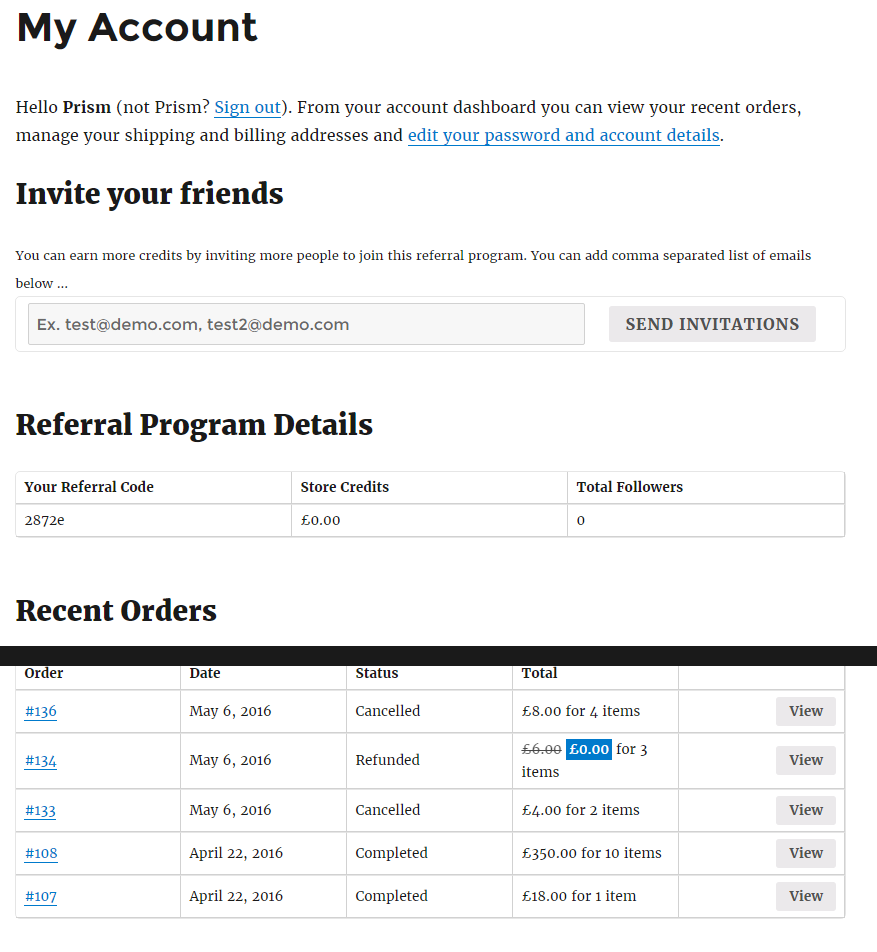 My Account
Hello Prism (not Prism? Sign out). From your account dashboard you can view your recent orders,
manage your shipping and billing addresses and edit your password and account details.
Invite your friends
You can earn more credits by inviting more people to join this referral program. You can add comma separated list of emails
below ...
Ex. test@demo.com, test2@demo.com SEND INVITATIONS
Referral Program Details
Your Referral Code Store Credits Total Followers
2872e £0.00 0
Recent Orders
Order Date Status Total
#136 May 6, 2016 Cancelled £8.00 for 4 items View
#134 May 6, 2016 Refunded £6.00 £0.00 for 3 View
items
#133 May 6, 2016 Cancelled £4.00 for 2 items View
#108 April 22, 2016 Completed £350.00 for 10 items View
#107 April 22, 2016 Completed £18.00 for 1 item View